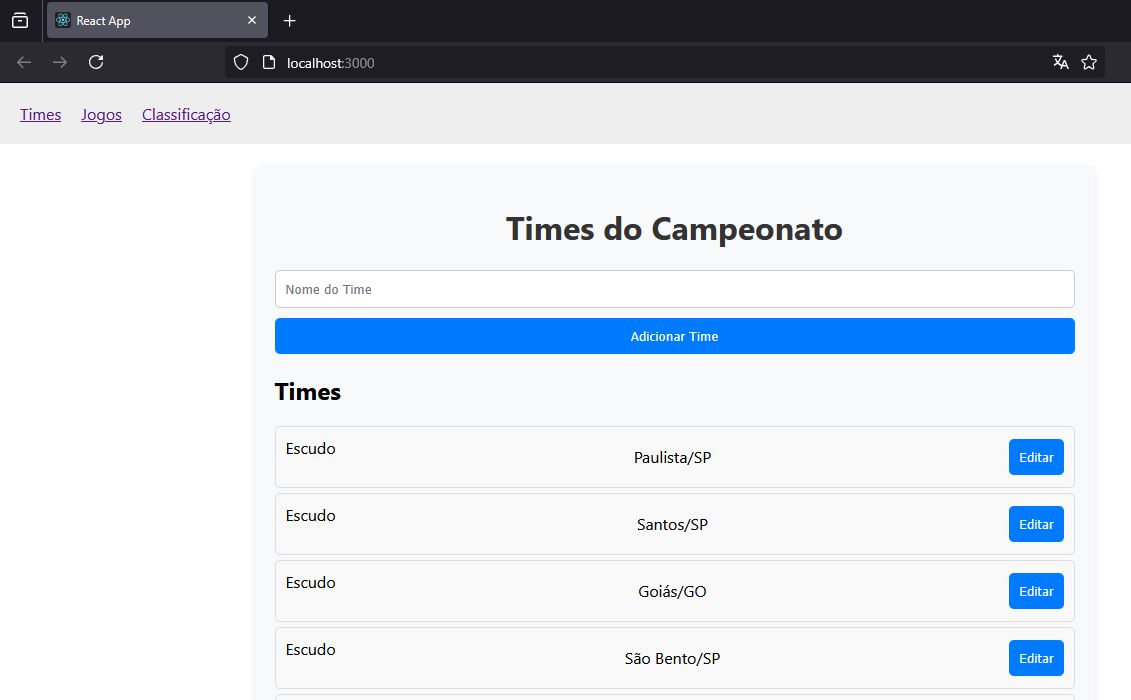 React App
localhost:3000
Times Jogos Classificação
Times do Campeonato
Nome do Time
Adicionar Time
Times
Escudo Paulista/SP Editar
Escudo Santos/SP Editar
Escudo Goiás/GO Editar
Escudo São Bento/SP Editar